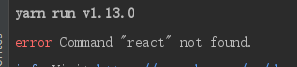 yarn run v1.13.0
error Command "react" not found.